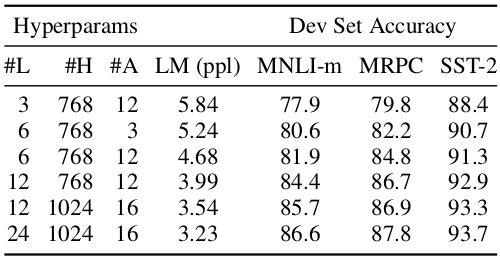 Hyperparams Dev Set Accuracy
#L #H #A LM (ppl) MNLI-m MRPC SST-2
3 768 12 5.84 77.9 79.8 88.4
6 768 3 5.24 80.6 82.2 90.7
6 768 12 4.68 81.9 84.8 91.3
12 768 12 3.99 84.4 86.7 92.9
12 1024 16 3.54 85.7 86.9 93.3
24 1024 16 3.23 86.6 87.8 93.7